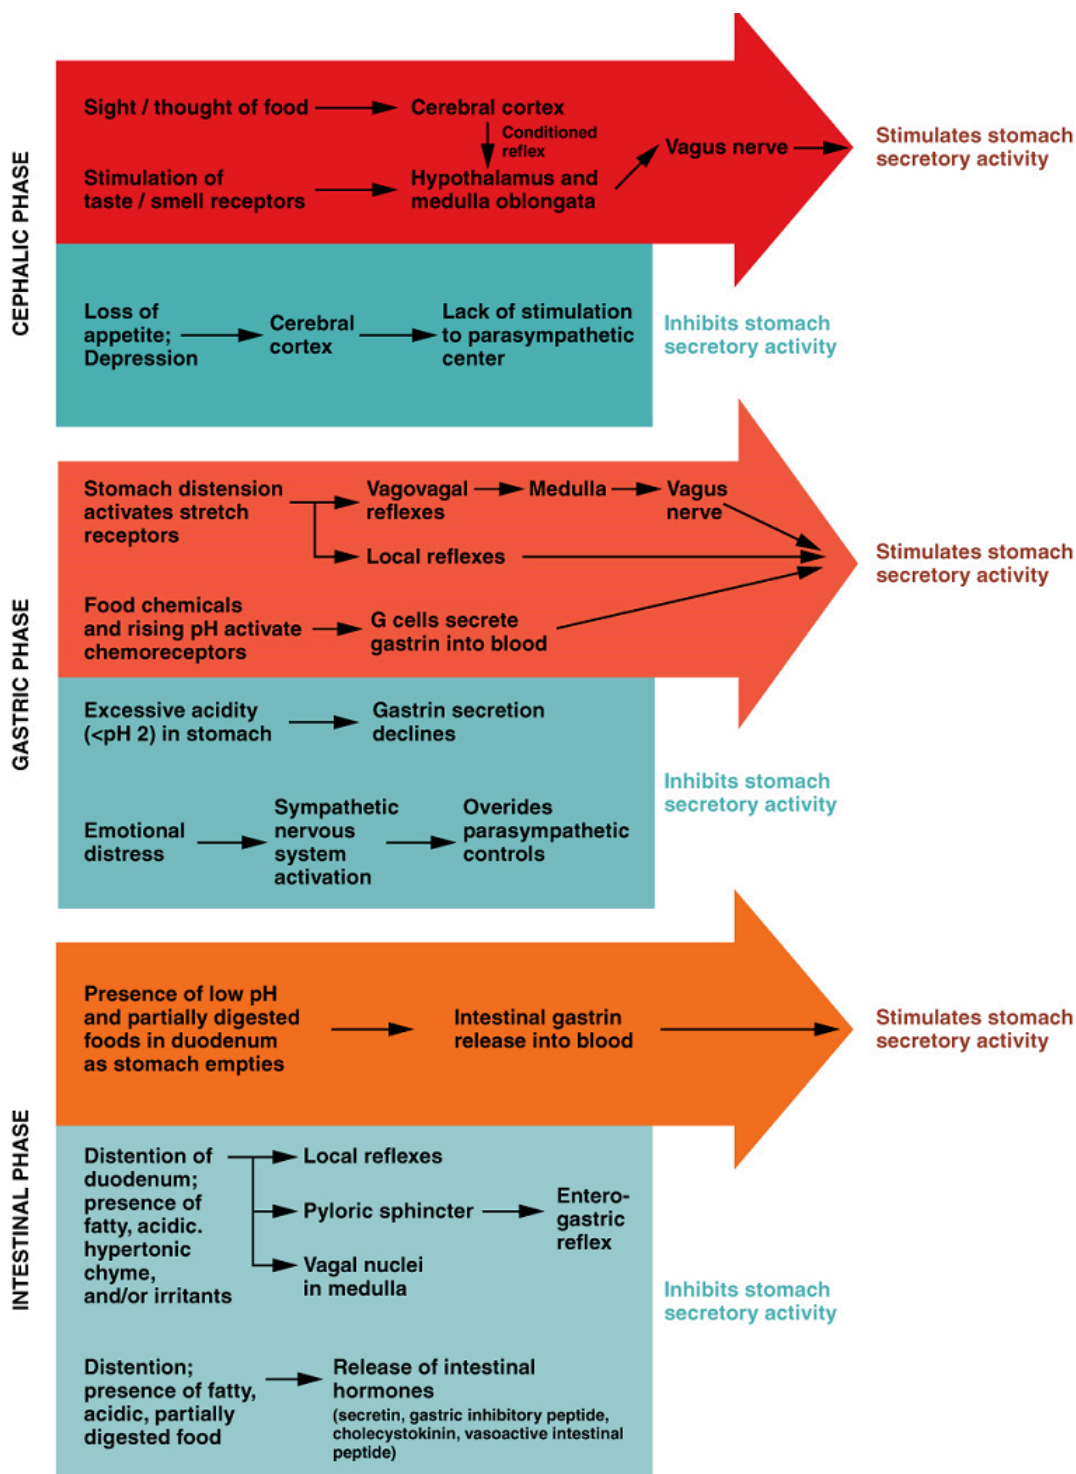 CEPHALIC PHASE
Sight / thought of food
Cerebral cortex
Conditioned
reflex
Stimulation of
taste / smell receptors
Hypothalamus and
medulla oblongata
Vagus nerve
Stimulates stomach
secretory activity
Loss of
appetite;
Depression
Cerebral
cortex
Lack of stimulation
to parasympathetic
center
Inhibits stomach
secretory activity
GASTRIC PHASE
Stomach distension
activates stretch
receptors
Vagovagal
reflexes
Medulla
Vagus
nerve
Local reflexes
Food chemicals
and rising pH activate
chemoreceptors
G cells secrete
gastrin into blood
Stimulates stomach
secretory activity
Excessive acidity
(<pH 2) in stomach
Gastrin secretion
declines
Emotional
distress
Sympathetic
nervous
system
activation
Overides
parasympathetic
controls
Inhibits stomach
secretory activity
INTESTINAL PHASE
Presence of low pH
and partially digested
foods in duodenum
as stomach empties
Intestinal gastrin
release into blood
Stimulates stomach
secretory activity
Distention of
duodenum;
presence of
fatty, acidic.
hypertonic
chyme,
and/or irritants
Local reflexes
Pyloric sphincter
Entero-
gastric
reflex
Vagal nuclei
in medulla
Inhibits stomach
secretory activity
Distention;
presence of fatty,
acidic, partially
digested food
Release of intestinal
hormones
(secretin, gastric inhibitory peptide,
cholecystokinin, vasoactive intestinal
peptide)